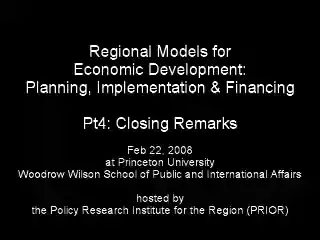 Regional Models for
Economic Development:
Planning, Implementation & Financing
Pt4: Closing Remarks
Feb 22, 2008
at Princeton University
Woodrow Wilson School of Public and International Affairs
hosted by
the Policy Research Institute for the Region (PRIOR)